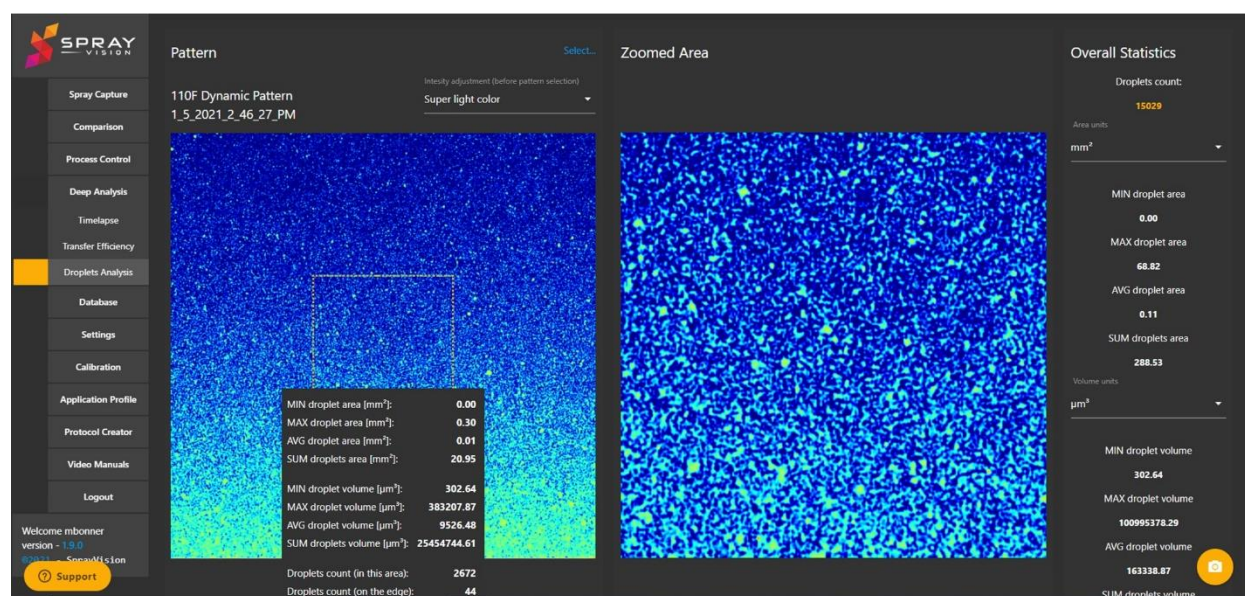 SPRAY
VISION
Spray Capture
Comparison
Process Control
Deep Analysis
Timelapse
Transfer Efficiency
Droplets Analysis
Database
Settings
Calibration
Application Profile
Protocol Creator
Video Manuals
Logout
Welcome mbonner
version - 1.9.0
©2021 - SprayVision
Support
Pattern
Select...
110F Dynamic Pattern
1_5_2021_2_46_27_PM
Intesity adjustment (before pattern selection)
Super light color
MIN droplet area [mm²]: 0.00
MAX droplet area [mm²]: 0.30
AVG droplet area [mm²]: 0.01
SUM droplets area [mm²]: 20.95
MIN droplet volume [µm³]: 302.64
MAX droplet volume [µm³]: 383207.87
AVG droplet volume [µm³]: 9526.48
SUM droplets volume [µm³]: 25454744.61
Droplets count (in this area): 2672
Droplets count (on the edge): 44
Zoomed Area
Overall Statistics
Droplets count:
15029
Area units
mm²
MIN droplet area
0.00
MAX droplet area
68.82
AVG droplet area
0.11
SUM droplets area
288.53
Volume units
µm³
MIN droplet volume
302.64
MAX droplet volume
100995378.29
AVG droplet volume
163338.87
SUM droplets volume